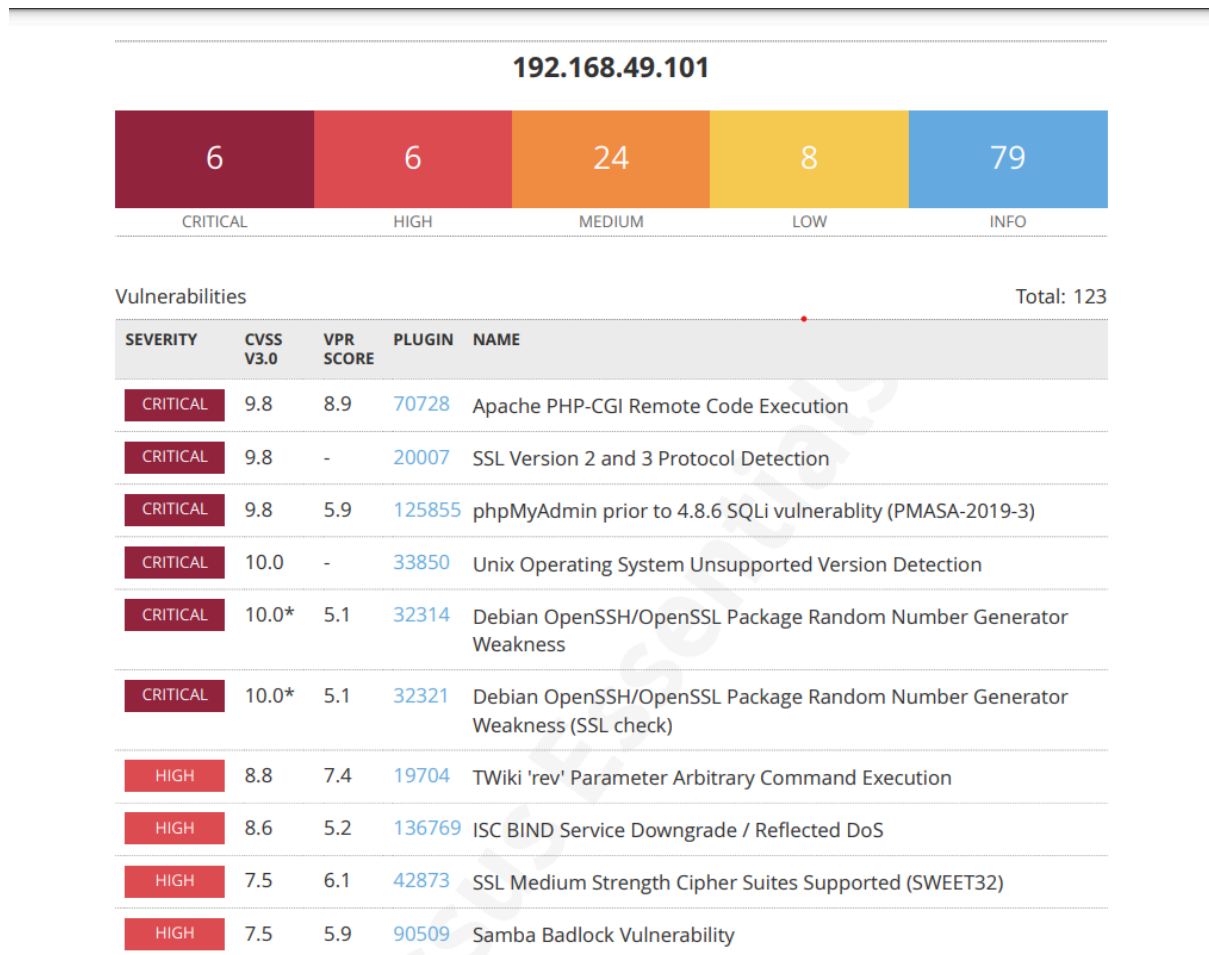 192.168.49.101
6 6 24 8 79
CRITICAL HIGH MEDIUM LOW INFO
Vulnerabilities Total: 123
SEVERITY CVSS V3.0 VPR SCORE PLUGIN NAME
CRITICAL 9.8 8.9 70728 Apache PHP-CGI Remote Code Execution
CRITICAL 9.8 - 20007 SSL Version 2 and 3 Protocol Detection
CRITICAL 9.8 5.9 125855 phpMyAdmin prior to 4.8.6 SQLi vulnerablity (PMASA-2019-3)
CRITICAL 10.0 - 33850 Unix Operating System Unsupported Version Detection
CRITICAL 10.0* 5.1 32314 Debian OpenSSH/OpenSSL Package Random Number Generator
Weakness
CRITICAL 10.0* 5.1 32321 Debian OpenSSH/OpenSSL Package Random Number Generator
Weakness (SSL check)
HIGH 8.8 7.4 19704 TWiki 'rev' Parameter Arbitrary Command Execution
HIGH 8.6 5.2 136769 ISC BIND Service Downgrade / Reflected DoS
HIGH 7.5 6.1 42873 SSL Medium Strength Cipher Suites Supported (SWEET32)
HIGH 7.5 5.9 90509 Samba Badlock Vulnerability
ssus Essentials